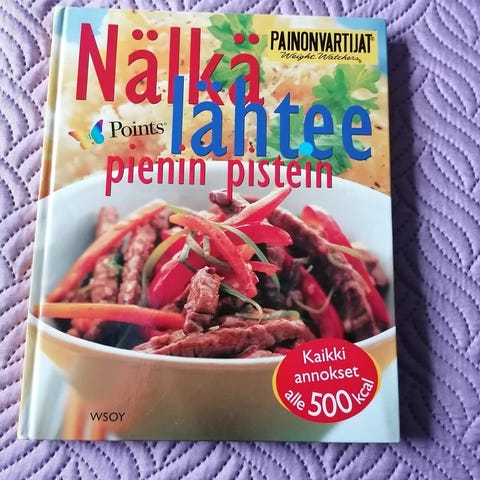 Nälkä
PAINONVARTIJAT®
Weight Watchers®
Points®
lähtee
pienin pistein
Kaikki
annokset
alle 500 kcal
WSOY